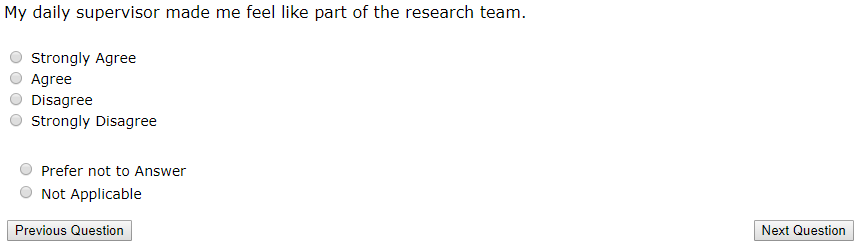 My daily supervisor made me feel like part of the research team.
Strongly Agree
Agree
Disagree
Strongly Disagree
Prefer not to Answer
Not Applicable
Previous Question
Next Question